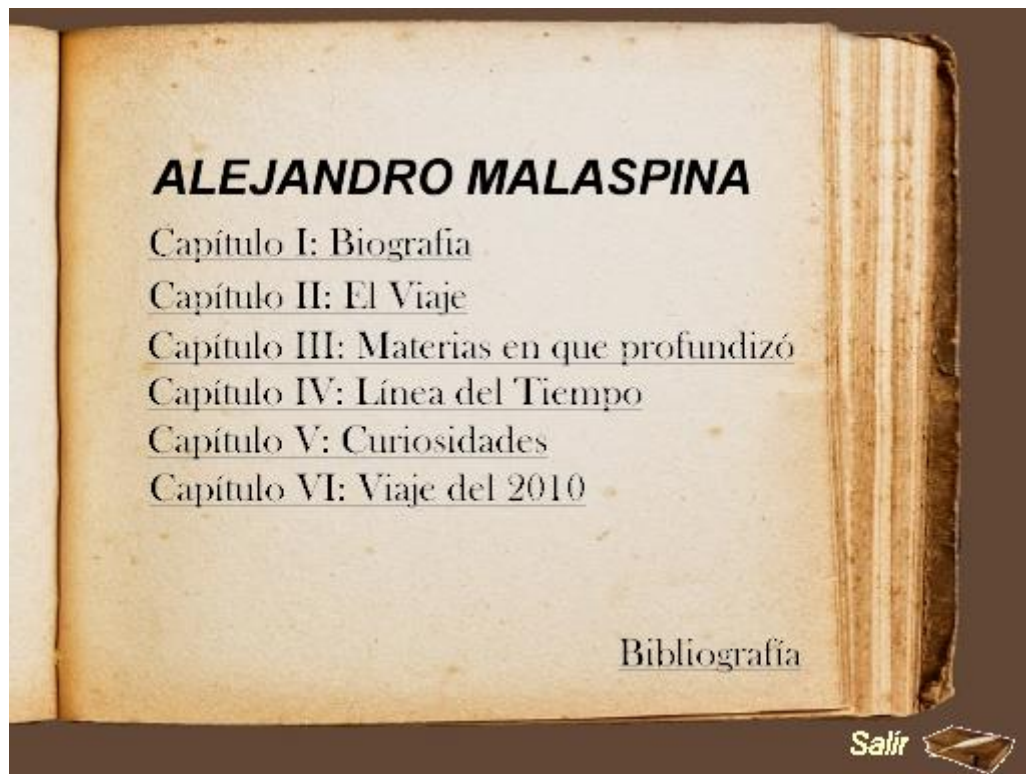 ALEJANDRO MALASPINA
Capítulo I: Biografia
Capítulo II: El Viaje
Capítulo III: Materias en que profundizó
Capítulo IV: Línea del Tiempo
Capítulo V: Curiosidades
Capítulo VI: Viaje del 2010
Bibliografía
Salir